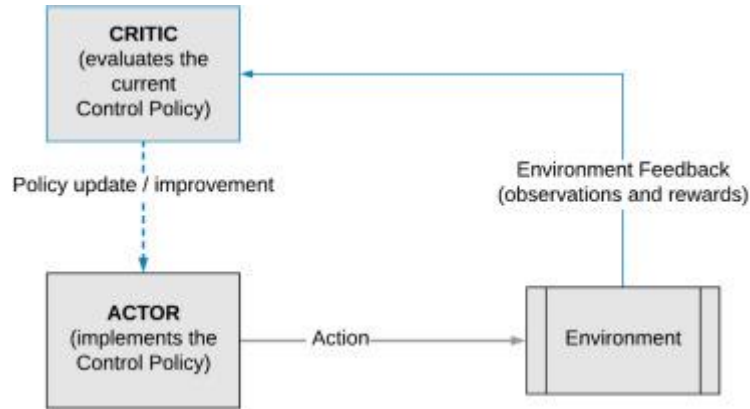 CRITIC
(evaluates the
current
Control Policy)
Policy update / improvement
Environment Feedback
(observations and rewards)
ACTOR
(implements the
Control Policy)
Action
Environment